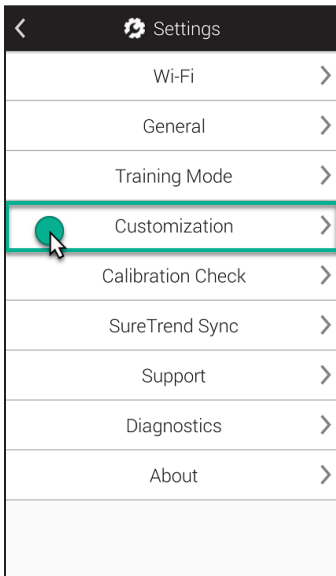 Settings
Wi-Fi
General
Training Mode
Customization
Calibration Check
SureTrend Sync
Support
Diagnostics
About